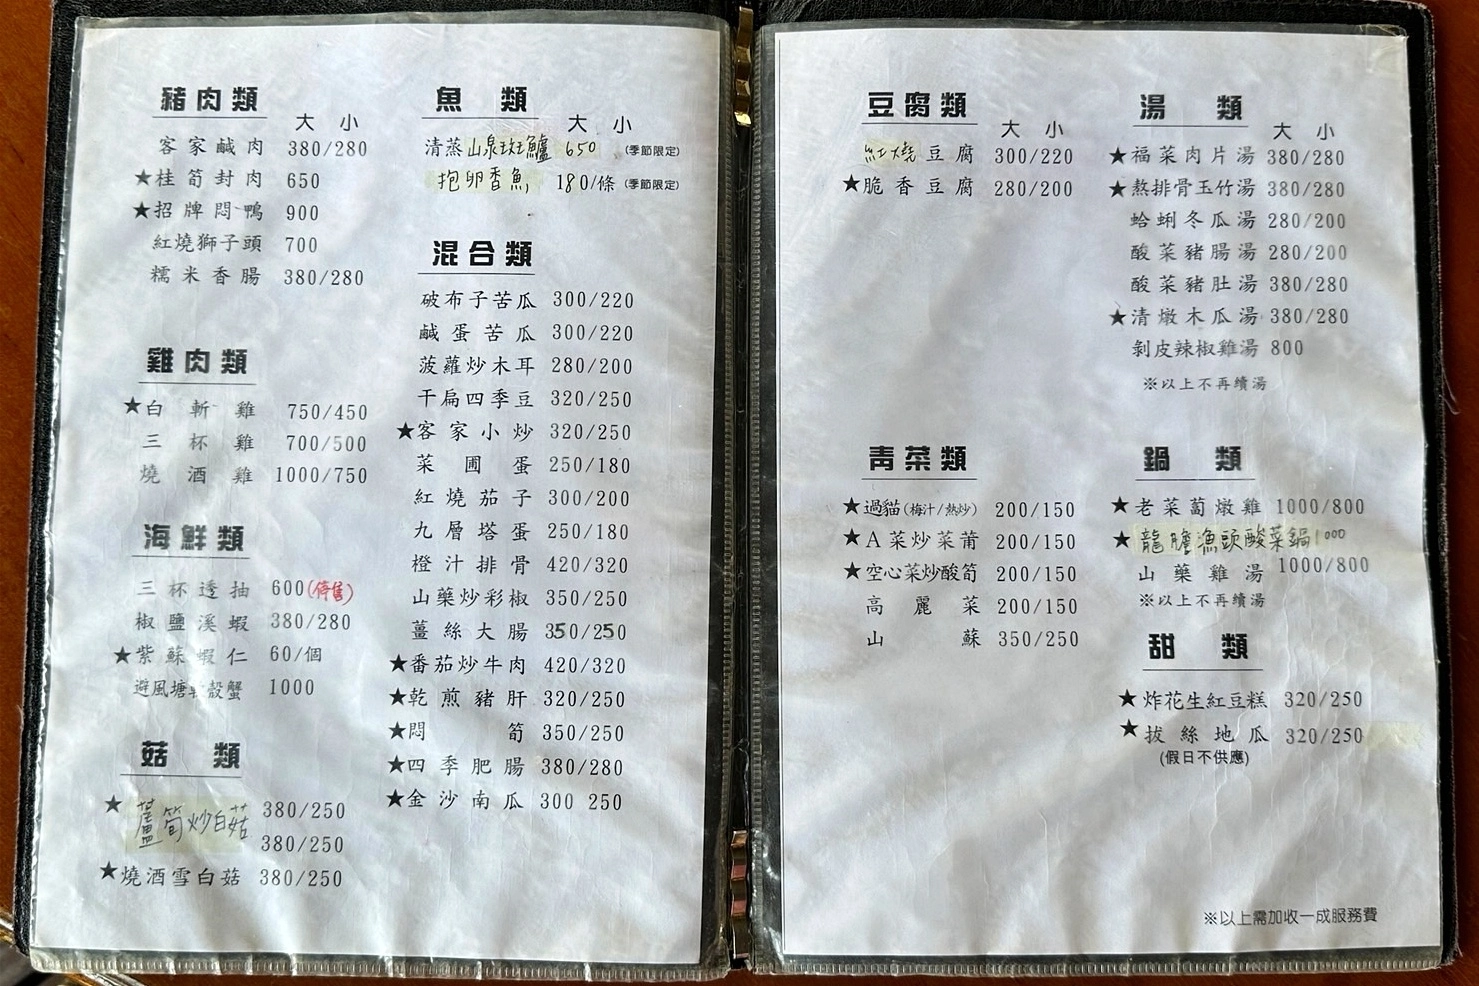 豬肉類
大 小
客家鹹肉 380/280
★桂筍封肉 650
★招牌悶鴨 900
紅燒獅子頭 700
糯米香腸 380/280
雞肉類
★白斬雞 750/450
三杯雞 700/500
燒酒雞 1000/750
海鮮類
三杯透抽 600(停售)
椒鹽溪蝦 380/280
★紫蘇蝦仁 60/個
避風塘軟殼蟹 1000
菇類
★蘆筍炒白菇 380/250
380/250
★燒酒雪白菇 380/250
魚類
大 小
清蒸山泉斑鱸 650 (季節限定)
抱卵香魚 180/條 (季節限定)
混合類
破布子苦瓜 300/220
鹹蛋苦瓜 300/220
菠蘿炒木耳 280/200
干扁四季豆 320/250
★客家小炒 320/250
菜圃蛋 250/180
紅燒茄子 300/200
九層塔蛋 250/180
橙汁排骨 420/320
山藥炒彩椒 350/250
薑絲大腸 350/250
★番茄炒牛肉 420/320
★乾煎豬肝 320/250
★悶筍 350/250
★四季肥腸 380/280
★金沙南瓜 300 250
豆腐類
大 小
紅燒豆腐 300/220
★脆香豆腐 280/200
青菜類
★過貓(梅汁/熱炒) 200/150
★A菜炒菜莆 200/150
★空心菜炒酸筍 200/150
高麗菜 200/150
山蘇 350/250
湯類
大 小
★福菜肉片湯 380/280
★熬排骨玉竹湯 380/280
蛤蜊冬瓜湯 280/200
酸菜豬腸湯 280/200
酸菜豬肚湯 380/280
★清燉木瓜湯 380/280
剝皮辣椒雞湯 800
※以上不再續湯
鍋類
★老菜蔔燉雞 1000/800
★龍膽漁頭酸菜鍋 1000
山藥雞湯 1000/800
※以上不再續湯
甜類
★炸花生紅豆糕 320/250
★拔絲地瓜 320/250
(假日不供應)
※以上需加收一成服務費